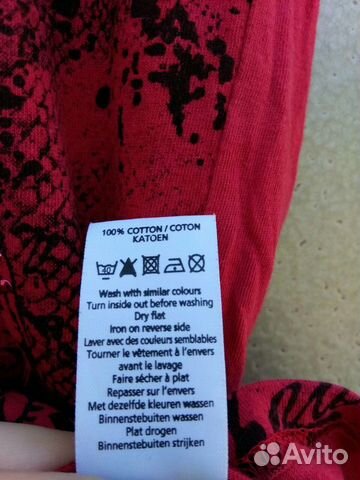 100% COTTON / COTON
KATOEN
Wash with similar colours
Turn inside out before washing
Dry flat
Iron on reverse side
Laver avec des couleurs semblables
Tourner le vêtement à l'envers
avant le lavage
Faire sécher à plat
Repasser sur l'envers
Met dezelfde kleuren wassen
Binnenstebuiten wassen
Plat drogen
Binnenstebuiten strijken
Avito